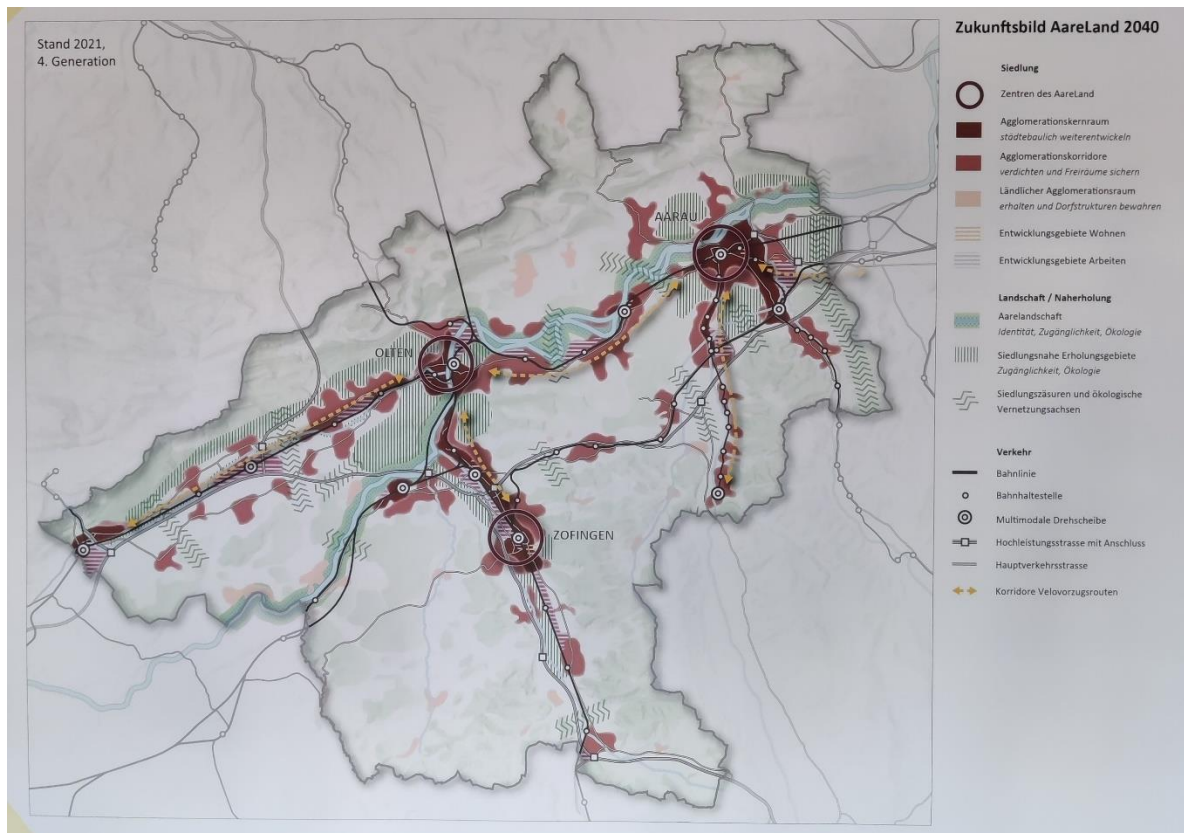 Stand 2021,
4. Generation
AARAU
OLTEN
ZOFINGEN
Zukunftsbild AareLand 2040
Siedlung
Zentren des AareLand
Agglomerationskernraum
städtebaulich weiterentwickeln
Agglomerationskorridore
verdichten und Freiräume sichern
Ländlicher Agglomerationsraum
erhalten und Dorfstrukturen bewahren
Entwicklungsgebiete Wohnen
Entwicklungsgebiete Arbeiten
Landschaft / Naherholung
Aarelandschaft
Identität, Zugänglichkeit, Ökologie
Siedlungsnahe Erholungsgebiete
Zugänglichkeit, Ökologie
Siedlungszäsuren und ökologische
Vernetzungsachsen
Verkehr
Bahnlinie
Bahnhaltestelle
Multimodale Drehscheibe
Hochleistungsstrasse mit Anschluss
Hauptverkehrsstrasse
Korridore Velovorzugsrouten